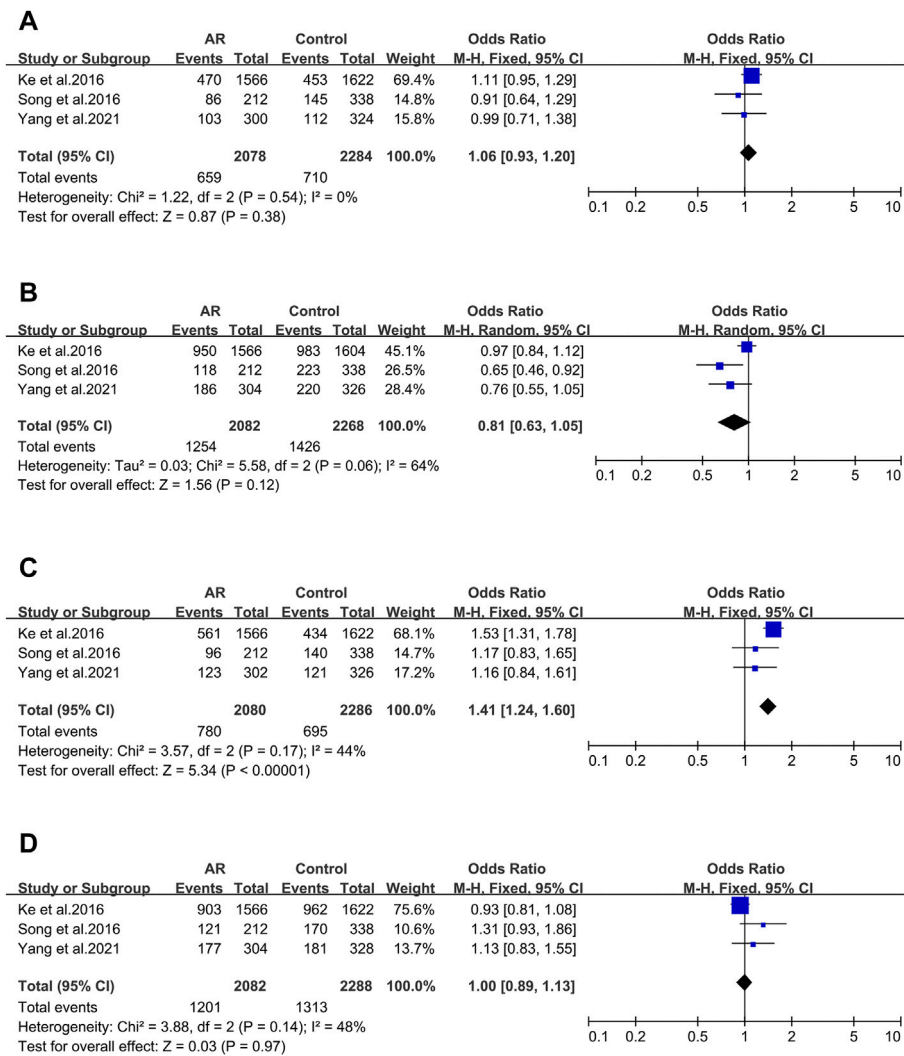 A
AR Control Odds Ratio Odds Ratio
Study or Subgroup Events Total Events Total Weight M-H, Fixed, 95% CI M-H, Fixed, 95% CI
Ke et al.2016 470 1566 453 1622 69.4% 1.11 [0.95, 1.29]
Song et al.2016 86 212 145 338 14.8% 0.91 [0.64, 1.29]
Yang et al.2021 103 300 112 324 15.8% 0.99 [0.71, 1.38]
Total (95% CI) 2078 2284 100.0% 1.06 [0.93, 1.20]
Total events 659 710
Heterogeneity: Chi² = 1.22, df = 2 (P = 0.54); I² = 0%
Test for overall effect: Z = 0.87 (P = 0.38)
0.1 0.2 0.5 1 2 5 10
B
AR Control Odds Ratio Odds Ratio
Study or Subgroup Events Total Events Total Weight M-H, Random, 95% CI M-H, Random, 95% CI
Ke et al.2016 950 1566 983 1604 45.1% 0.97 [0.84, 1.12]
Song et al.2016 118 212 223 338 26.5% 0.65 [0.46, 0.92]
Yang et al.2021 186 304 220 326 28.4% 0.76 [0.55, 1.05]
Total (95% CI) 2082 2268 100.0% 0.81 [0.63, 1.05]
Total events 1254 1426
Heterogeneity: Tau² = 0.03; Chi² = 5.58, df = 2 (P = 0.06); I² = 64%
Test for overall effect: Z = 1.56 (P = 0.12)
0.1 0.2 0.5 1 2 5 10
C
AR Control Odds Ratio Odds Ratio
Study or Subgroup Events Total Events Total Weight M-H, Fixed, 95% CI M-H, Fixed, 95% CI
Ke et al.2016 561 1566 434 1622 68.1% 1.53 [1.31, 1.78]
Song et al.2016 96 212 140 338 14.7% 1.17 [0.83, 1.65]
Yang et al.2021 123 302 121 326 17.2% 1.16 [0.84, 1.61]
Total (95% CI) 2080 2286 100.0% 1.41 [1.24, 1.60]
Total events 780 695
Heterogeneity: Chi² = 3.57, df = 2 (P = 0.17); I² = 44%
Test for overall effect: Z = 5.34 (P < 0.00001)
0.1 0.2 0.5 1 2 5 10
D
AR Control Odds Ratio Odds Ratio
Study or Subgroup Events Total Events Total Weight M-H, Fixed, 95% CI M-H, Fixed, 95% CI
Ke et al.2016 903 1566 962 1622 75.6% 0.93 [0.81, 1.08]
Song et al.2016 121 212 170 338 10.6% 1.31 [0.93, 1.86]
Yang et al.2021 177 304 181 328 13.7% 1.13 [0.83, 1.55]
Total (95% CI) 2082 2288 100.0% 1.00 [0.89, 1.13]
Total events 1201 1313
Heterogeneity: Chi² = 3.88, df = 2 (P = 0.14); I² = 48%
Test for overall effect: Z = 0.03 (P = 0.97)
0.1 0.2 0.5 1 2 5 10